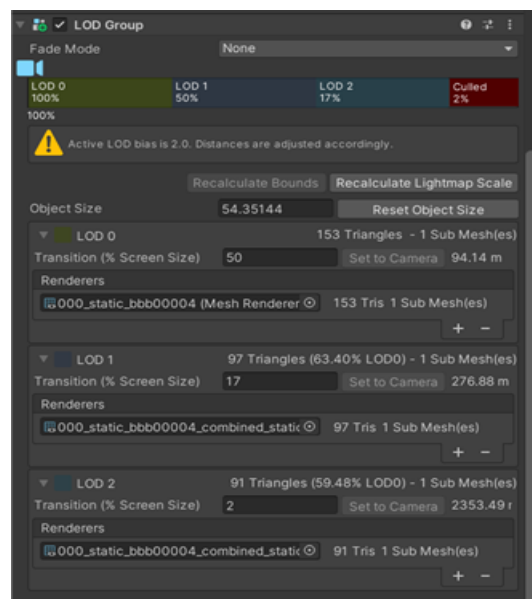 LOD Group
Fade Mode None
LOD 0 LOD 1 LOD 2 Culled
100% 50% 17% 2%
100%
Active LOD bias is 2.0. Distances are adjusted accordingly.
Recalculate Bounds Recalculate Lightmap Scale
Object Size 54.35144 Reset Object Size
LOD 0 153 Triangles - 1 Sub Mesh(es)
Transition (% Screen Size) 50 Set to Camera 94.14 m
Renderers
000_static_bbb00004 (Mesh Renderer 153 Tris 1 Sub Mesh(es)
+ -
LOD 1 97 Triangles (63.40% LOD0) - 1 Sub Mesh(es)
Transition (% Screen Size) 17 Set to Camera 276.88 m
Renderers
000_static_bbb00004_combined_static 97 Tris 1 Sub Mesh(es)
+ -
LOD 2 91 Triangles (59.48% LOD0) - 1 Sub Mesh(es)
Transition (% Screen Size) 2 Set to Camera 2353.49 m
Renderers
000_static_bbb00004_combined_static 91 Tris 1 Sub Mesh(es)
+ -